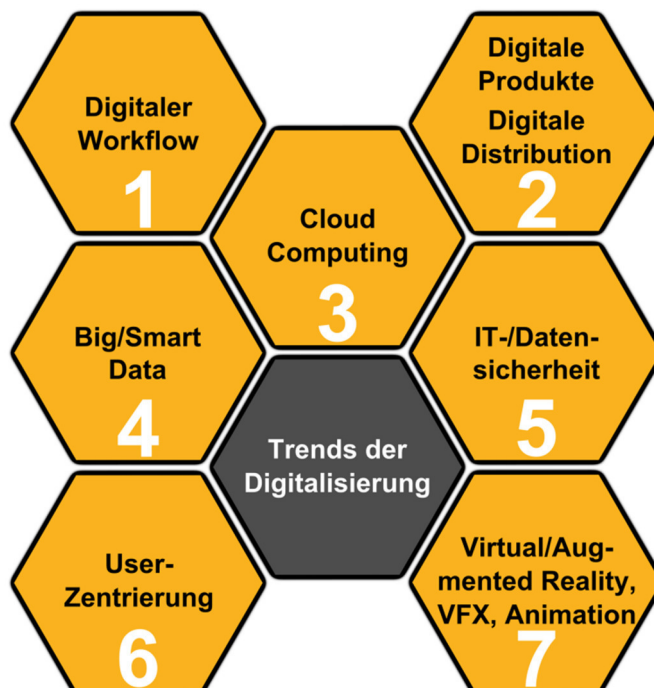 Digitaler
Workflow
1
Digitale
Produkte
Digitale
Distribution
2
Cloud
Computing
3
Big/Smart
Data
4
IT-/Daten-
sicherheit
5
Trends der
Digitalisierung
User-
Zentrierung
6
Virtual/Aug-
mented Reality,
VFX, Animation
7